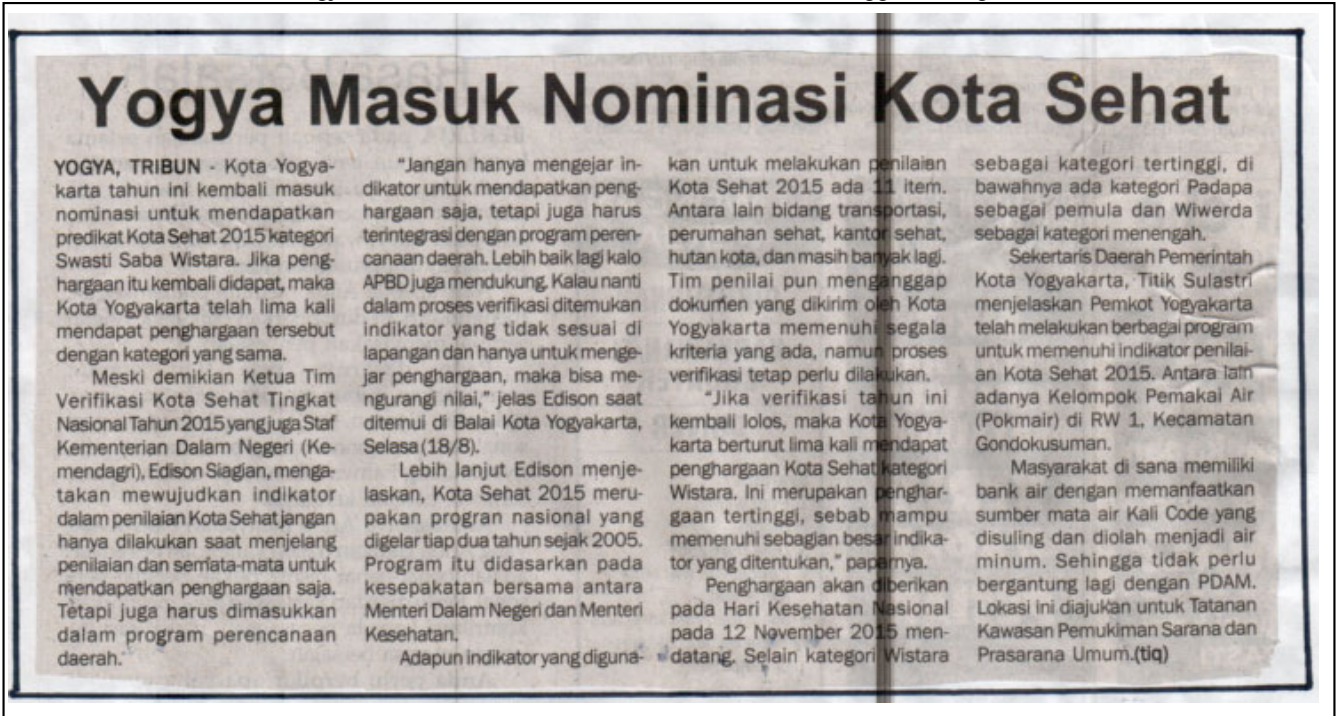 Yogya Masuk Nominasi Kota Sehat
YOGYA, TRIBUN - Kota Yogya-
karta tahun ini kembali masuk
nominasi untuk mendapatkan
predikat Kota Sehat 2015 kategori
Swasti Saba Wistara. Jika peng-
hargaan itu kembali didapat, maka
Kota Yogyakarta telah lima kali
mendapat penghargaan tersebut
dengan kategori yang sama.
Meski demikian Ketua Tim
Verifikasi Kota Sehat Tingkat
Nasional Tahun 2015 yang juga Staf
Kementerian Dalam Negeri (Ke-
mendagri), Edison Siagian, menga-
takan mewujudkan indikator
dalam penilaian Kota Sehat jangan
hanya dilakukan saat menjelang
penilaian dan semata-mata untuk
mendapatkan penghargaan saja.
Tetapi juga harus dimasukkan
dalam program perencanaan
daerah.
"Jangan hanya mengejar in-
dikator untuk mendapatkan peng-
hargaan saja, tetapi juga harus
terintegrasi dengan program peren-
canaan daerah. Lebih baik lagi kalo
APBD juga mendukung. Kalau nanti
dalam proses verifikasi ditemukan
indikator yang tidak sesuai di
lapangan dan hanya untuk menge-
jar penghargaan, maka bisa me-
ngurangi nilai," jelas Edison saat
ditemui di Balai Kota Yogyakarta,
Selasa (18/8).
Lebih lanjut Edison menje-
laskan, Kota Sehat 2015 meru-
pakan progran nasional yang
digelar tiap dua tahun sejak 2005.
Program itu didasarkan pada
kesepakatan bersama antara
Menteri Dalam Negeri dan Menteri
Kesehatan.
Adapun indikator yang diguna-
kan untuk melakukan penilaian
Kota Sehat 2015 ada 11 item.
Antara lain bidang transportasi,
perumahan sehat, kantor sehat,
hutan kota, dan masih banyak lagi.
Tim penilai pun menganggap
dokumen yang dikirim oleh Kota
Yogyakarta memenuhi segala
kriteria yang ada, namun proses
verifikasi tetap perlu dilakukan.
"Jika verifikasi tahun ini
kembali lolos, maka Kota Yogya-
karta berturut lima kali mendapat
penghargaan Kota Sehat kategori
Wistara. Ini merupakan penghar-
gaan tertinggi, sebab mampu
memenuhi sebagian besar indika-
tor yang ditentukan," paparnya.
Penghargaan akan diberikan
pada Hari Kesehatan Nasional
pada 12 November 2015 men-
datang. Selain kategori Wistara
sebagai kategori tertinggi, di
bawahnya ada kategori Padapa
sebagai pemula dan Wiwerda
sebagai kategori menengah.
Sekertaris Daerah Pemerintah
Kota Yogyakarta, Titik Sulastri
menjelaskan Pemkot Yogyakarta
telah melakukan berbagai program
untuk memenuhi indikator penilai-
an Kota Sehat 2015. Antara lain
adanya Kelompok Pemakai Air
(Pokmair) di RW 1, Kecamatan
Gondokusuman.
Masyarakat di sana memiliki
bank air dengan memanfaatkan
sumber mata air Kali Code yang
disuling dan diolah menjadi air
minum. Sehingga tidak perlu
bergantung lagi dengan PDAM.
Lokasi ini diajukan untuk Tatanan
Kawasan Pemukiman Sarana dan
Prasarana Umum.(tiq)